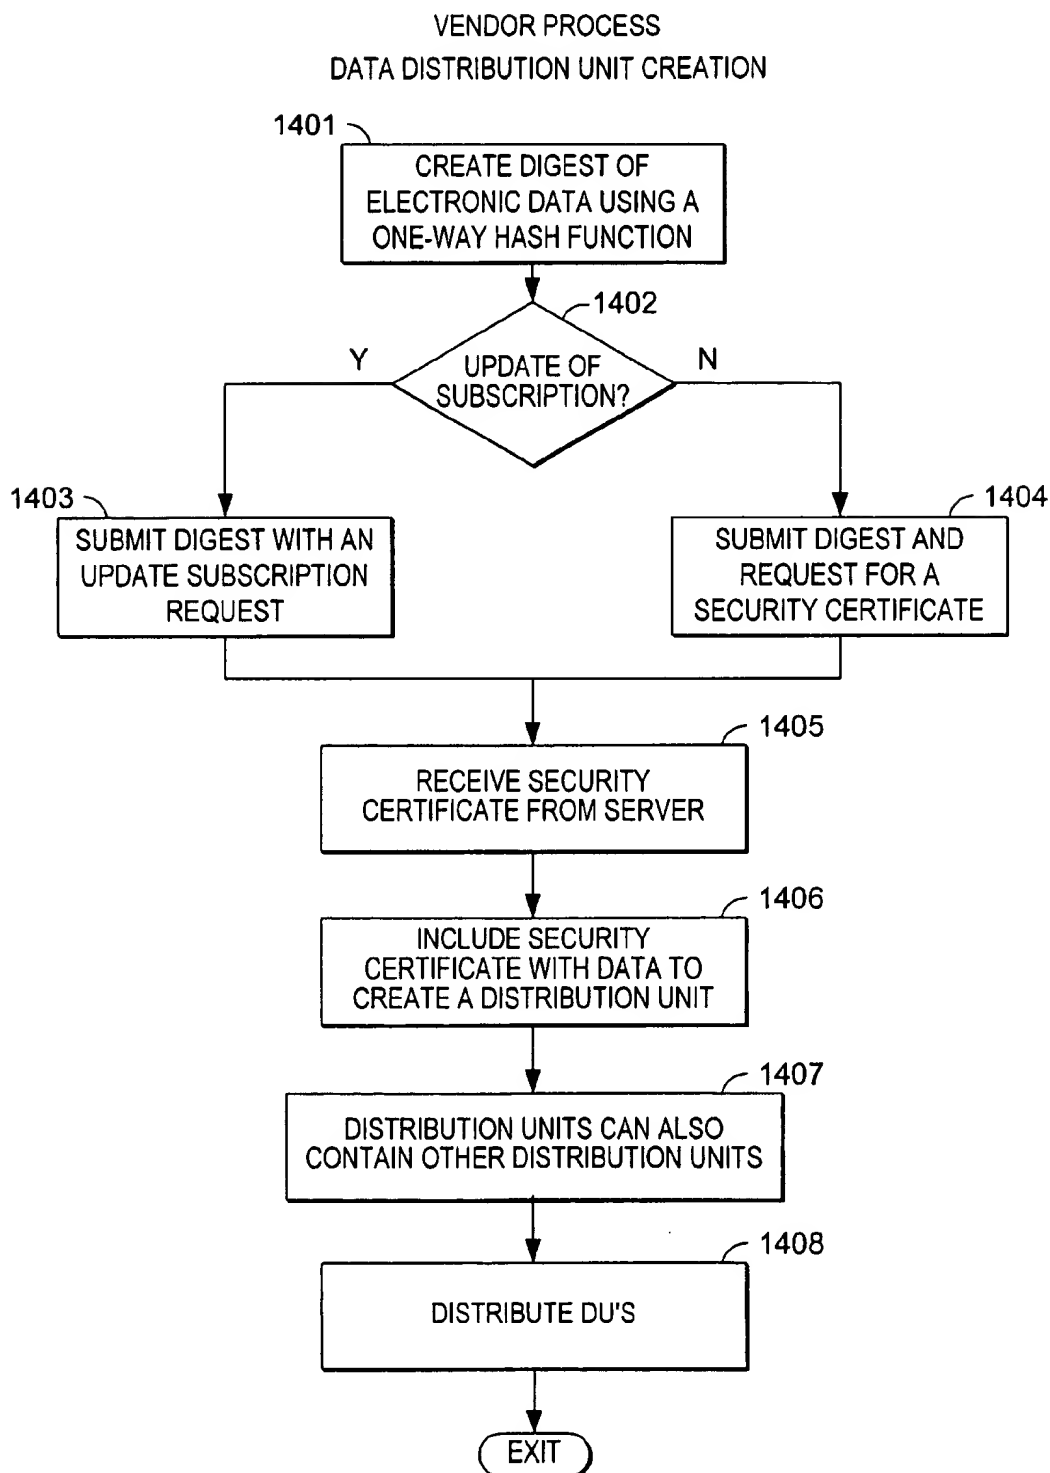 VENDOR PROCESS
DATA DISTRIBUTION UNIT CREATION
1401
CREATE DIGEST OF
ELECTRONIC DATA USING A
ONE-WAY HASH FUNCTION
1402
Y
UPDATE OF
SUBSCRIPTION?
N
1403
SUBMIT DIGEST WITH AN
UPDATE SUBSCRIPTION
REQUEST
1404
SUBMIT DIGEST AND
REQUEST FOR A
SECURITY CERTIFICATE
1405
RECEIVE SECURITY
CERTIFICATE FROM SERVER
1406
INCLUDE SECURITY
CERTIFICATE WITH DATA TO
CREATE A DISTRIBUTION UNIT
1407
DISTRIBUTION UNITS CAN ALSO
CONTAIN OTHER DISTRIBUTION UNITS
1408
DISTRIBUTE DU'S
EXIT